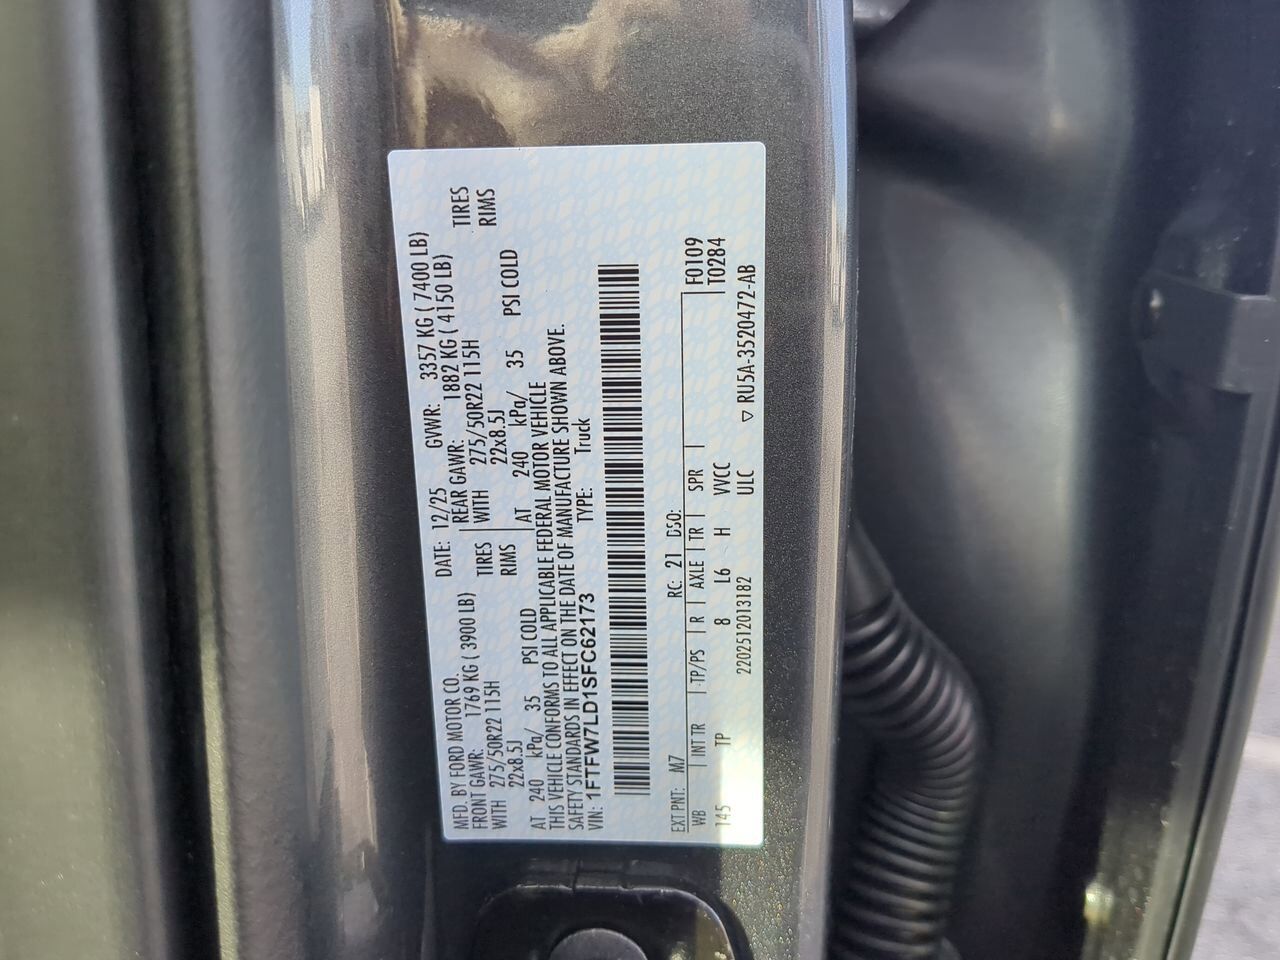 MFD. BY FORD MOTOR CO. DATE: 12/25 GVWR: 3357 KG ( 7400 LB)
FRONT GAWR: 1769 KG ( 3900 LB) REAR GAWR: 1882 KG ( 4150 LB)
WITH 275/50R22 115H TIRES WITH 275/50R22 115H TIRES
22x8.5J RIMS 22x8.5J RIMS
AT 240 kPa/ 35 PSI COLD AT 240 kPa/ 35 PSI COLD
THIS VEHICLE CONFORMS TO ALL APPLICABLE FEDERAL MOTOR VEHICLE
SAFETY STANDARDS IN EFFECT ON THE DATE OF MANUFACTURE SHOWN ABOVE.
VIN: 1FTFW7LD1SFC62173 TYPE: Truck
EXT PNT: M7 RC: 21 DSO: F0109
WB INT TR TP/PS R AXLE TR SPR T0284
145 TP 8 L6 H VVCC
2202512013182 ULC ▽ RU5A-3520472-AB